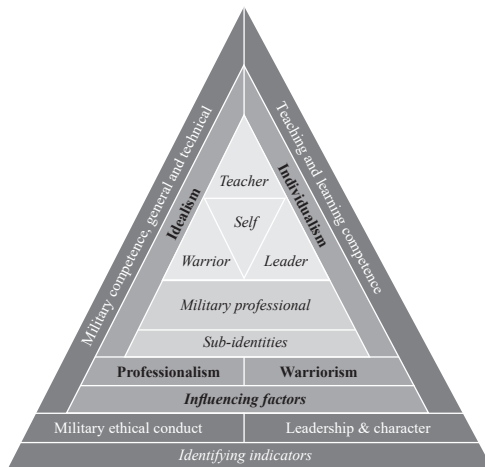 Military competence, general and technical
Teaching and learning competence
Idealism
Individualism
Teacher
Self
Warrior
Leader
Military professional
Sub-identities
Professionalism
Warriorism
Influencing factors
Military ethical conduct
Leadership & character
Identifying indicators